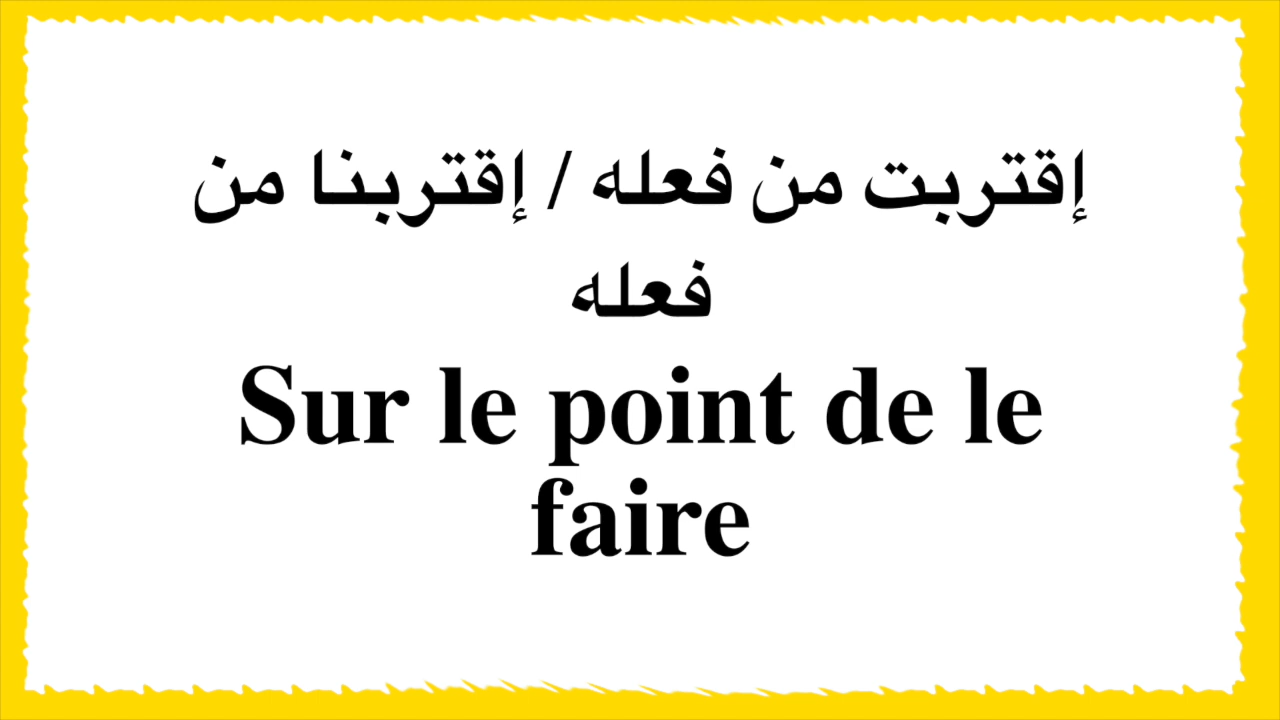 إقتربت من فعله / إقتربنا من
فعله
Sur le point de le
faire